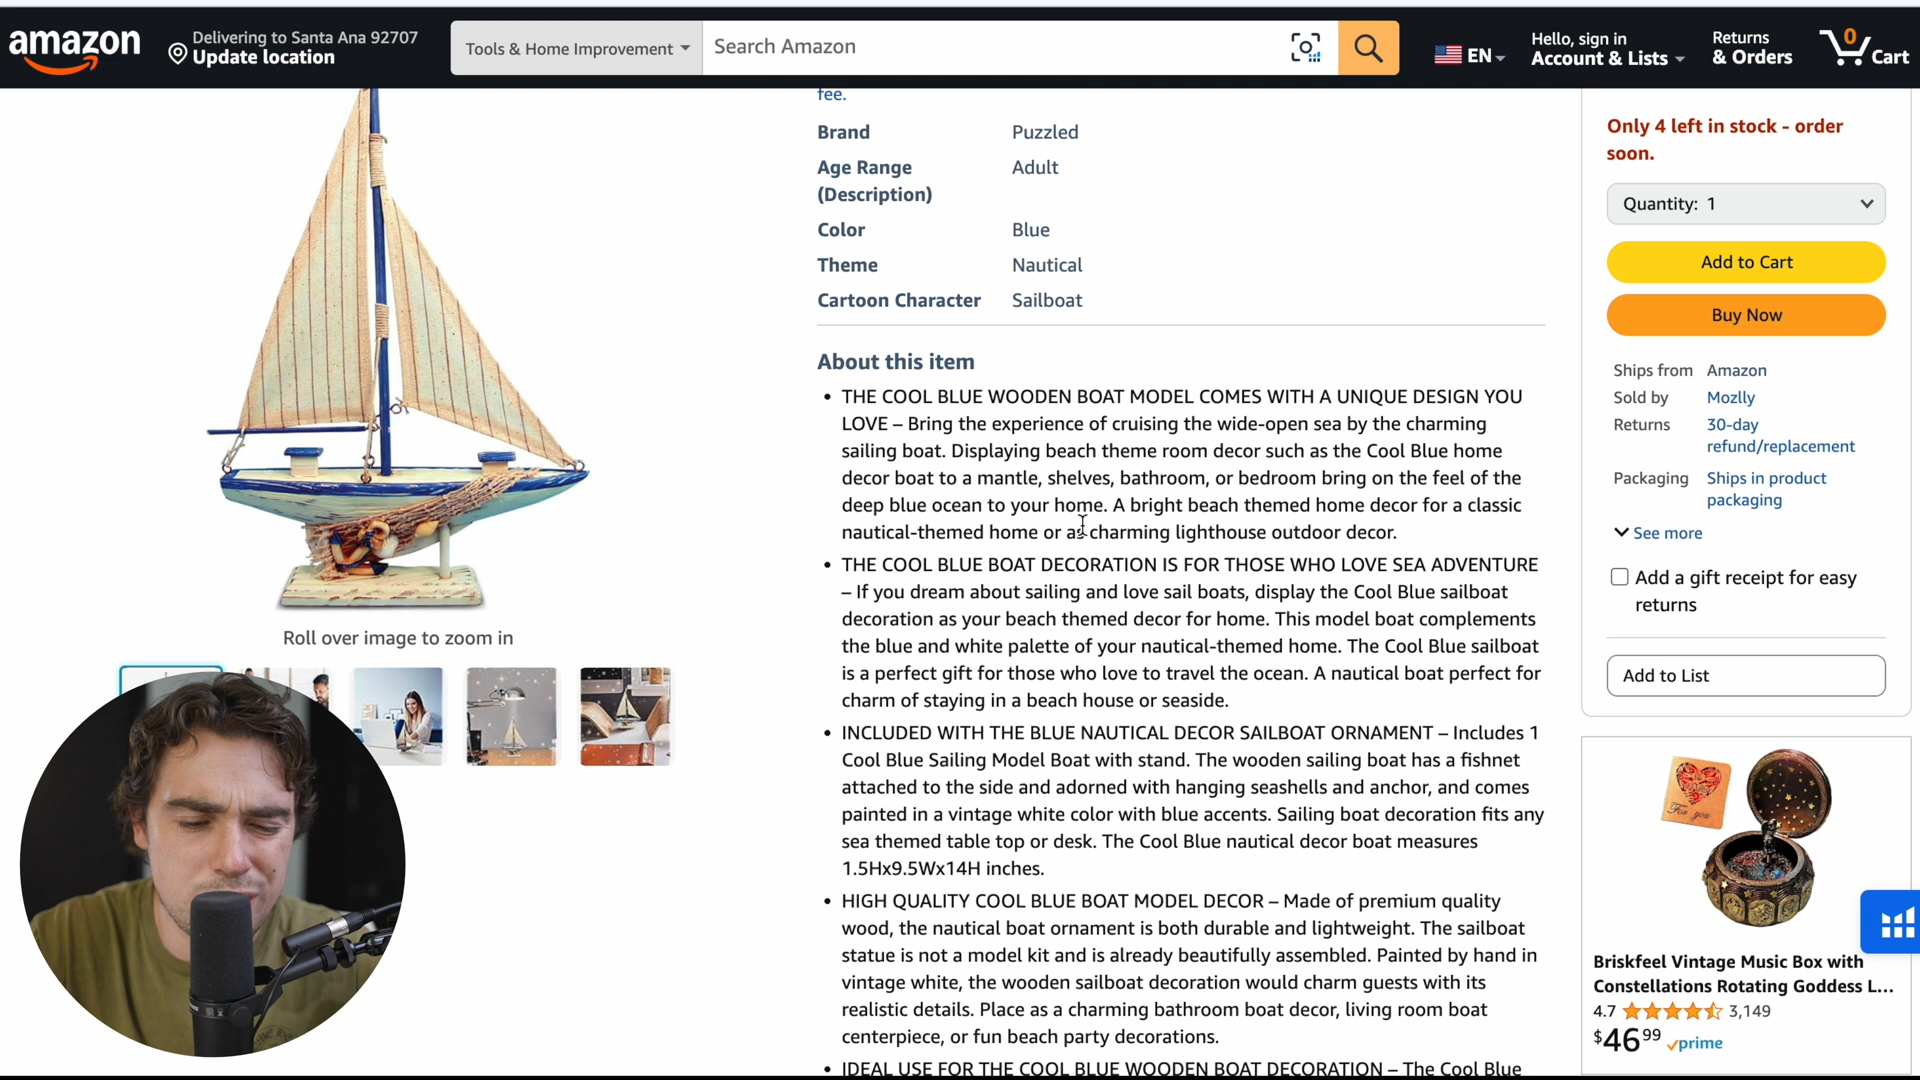 amazon
Delivering to Santa Ana 92707
Update location
Tools & Home Improvement
Search Amazon
EN
Hello, sign in
Account & Lists
Returns
& Orders
0
Cart
fee.
Brand Puzzled
Age Range
(Description) Adult
Color Blue
Theme Nautical
Cartoon Character Sailboat
About this item
• THE COOL BLUE WOODEN BOAT MODEL COMES WITH A UNIQUE DESIGN YOU
LOVE – Bring the experience of cruising the wide-open sea by the charming
sailing boat. Displaying beach theme room decor such as the Cool Blue home
decor boat to a mantle, shelves, bathroom, or bedroom bring on the feel of the
deep blue ocean to your home. A bright beach themed home decor for a classic
nautical-themed home or as charming lighthouse outdoor decor.
• THE COOL BLUE BOAT DECORATION IS FOR THOSE WHO LOVE SEA ADVENTURE
– If you dream about sailing and love sail boats, display the Cool Blue sailboat
decoration as your beach themed decor for home. This model boat complements
the blue and white palette of your nautical-themed home. The Cool Blue sailboat
is a perfect gift for those who love to travel the ocean. A nautical boat perfect for
charm of staying in a beach house or seaside.
• INCLUDED WITH THE BLUE NAUTICAL DECOR SAILBOAT ORNAMENT – Includes 1
Cool Blue Sailing Model Boat with stand. The wooden sailing boat has a fishnet
attached to the side and adorned with hanging seashells and anchor, and comes
painted in a vintage white color with blue accents. Sailing boat decoration fits any
sea themed table top or desk. The Cool Blue nautical decor boat measures
1.5Hx9.5Wx14H inches.
• HIGH QUALITY COOL BLUE BOAT MODEL DECOR – Made of premium quality
wood, the nautical boat ornament is both durable and lightweight. The sailboat
statue is not a model kit and is already beautifully assembled. Painted by hand in
vintage white, the wooden sailboat decoration would charm guests with its
realistic details. Place as a charming bathroom boat decor, living room boat
centerpiece, or fun beach party decorations.
• IDEAL USE FOR THE COOL BLUE WOODEN BOAT DECORATION – The Cool Blue
Roll over image to zoom in
Only 4 left in stock - order
soon.
Quantity: 1
Add to Cart
Buy Now
Ships from Amazon
Sold by Mozlly
Returns 30-day
refund/replacement
Packaging Ships in product
packaging
See more
Add a gift receipt for easy
returns
Add to List
For you
Briskfeel Vintage Music Box with
Constellations Rotating Goddess L...
4.7 3,149
$46 99 prime